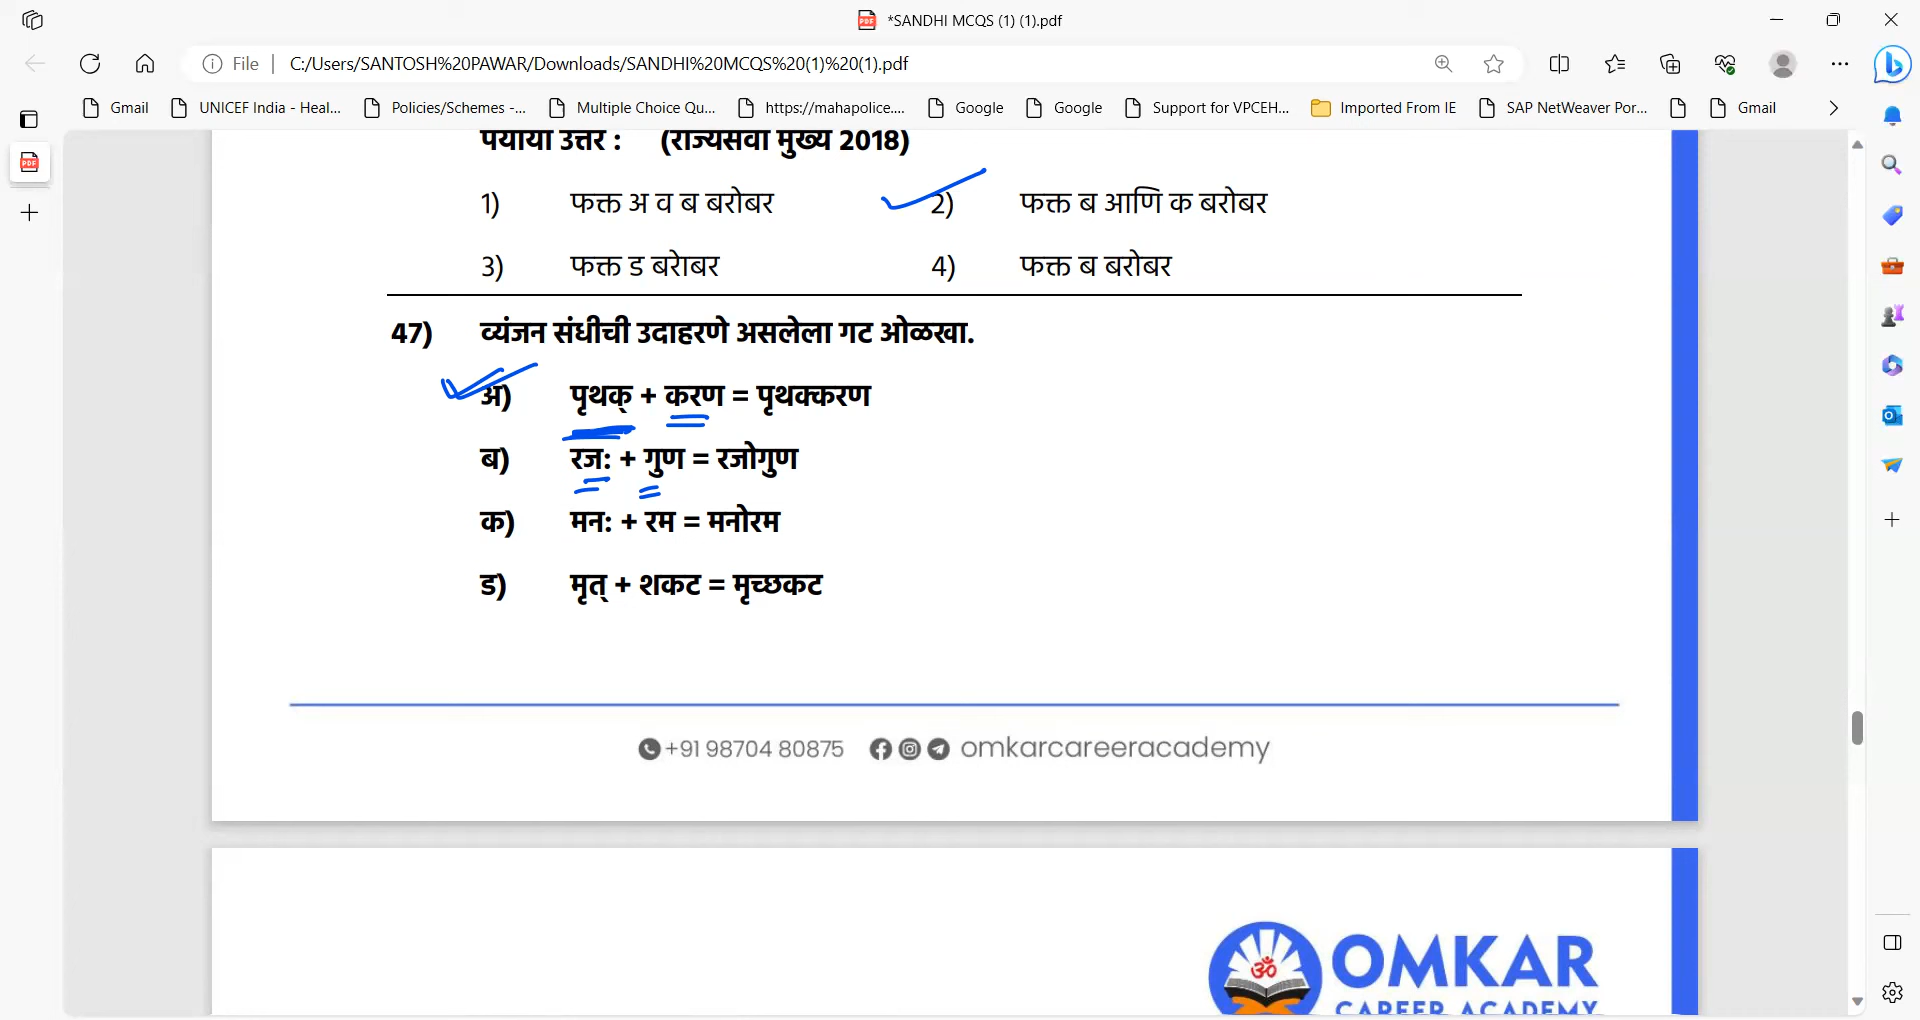 *SANDHI MCQS (1) (1).pdf
File | C:/Users/SANTOSH%20PAWAR/Downloads/SANDHI%20MCQS%20(1)%20(1).pdf
Gmail UNICEF India - Heal... Policies/Schemes -... Multiple Choice Qu... https://mahapolice.... Google Google Support for VPCEH... Imported From IE SAP NetWeaver Por... Gmail
पर्यायी उत्तर : (राज्यसेवा मुख्य 2018)
1) फक्त अ व ब बरोबर 2) फक्त ब आणि क बरोबर
3) फक्त ड बरोबर 4) फक्त ब बरोबर
47) व्यंजन संधीची उदाहरणे असलेला गट ओळखा.
अ) पृथक् + करण = पृथक्करण
ब) रज: + गुण = रजोगुण
क) मन: + रम = मनोरम
ड) मृत् + शकट = मृच्छकट
+91 98704 80875 omkarcareeracademy
ॐ OMKAR
CAREER ACADEMY